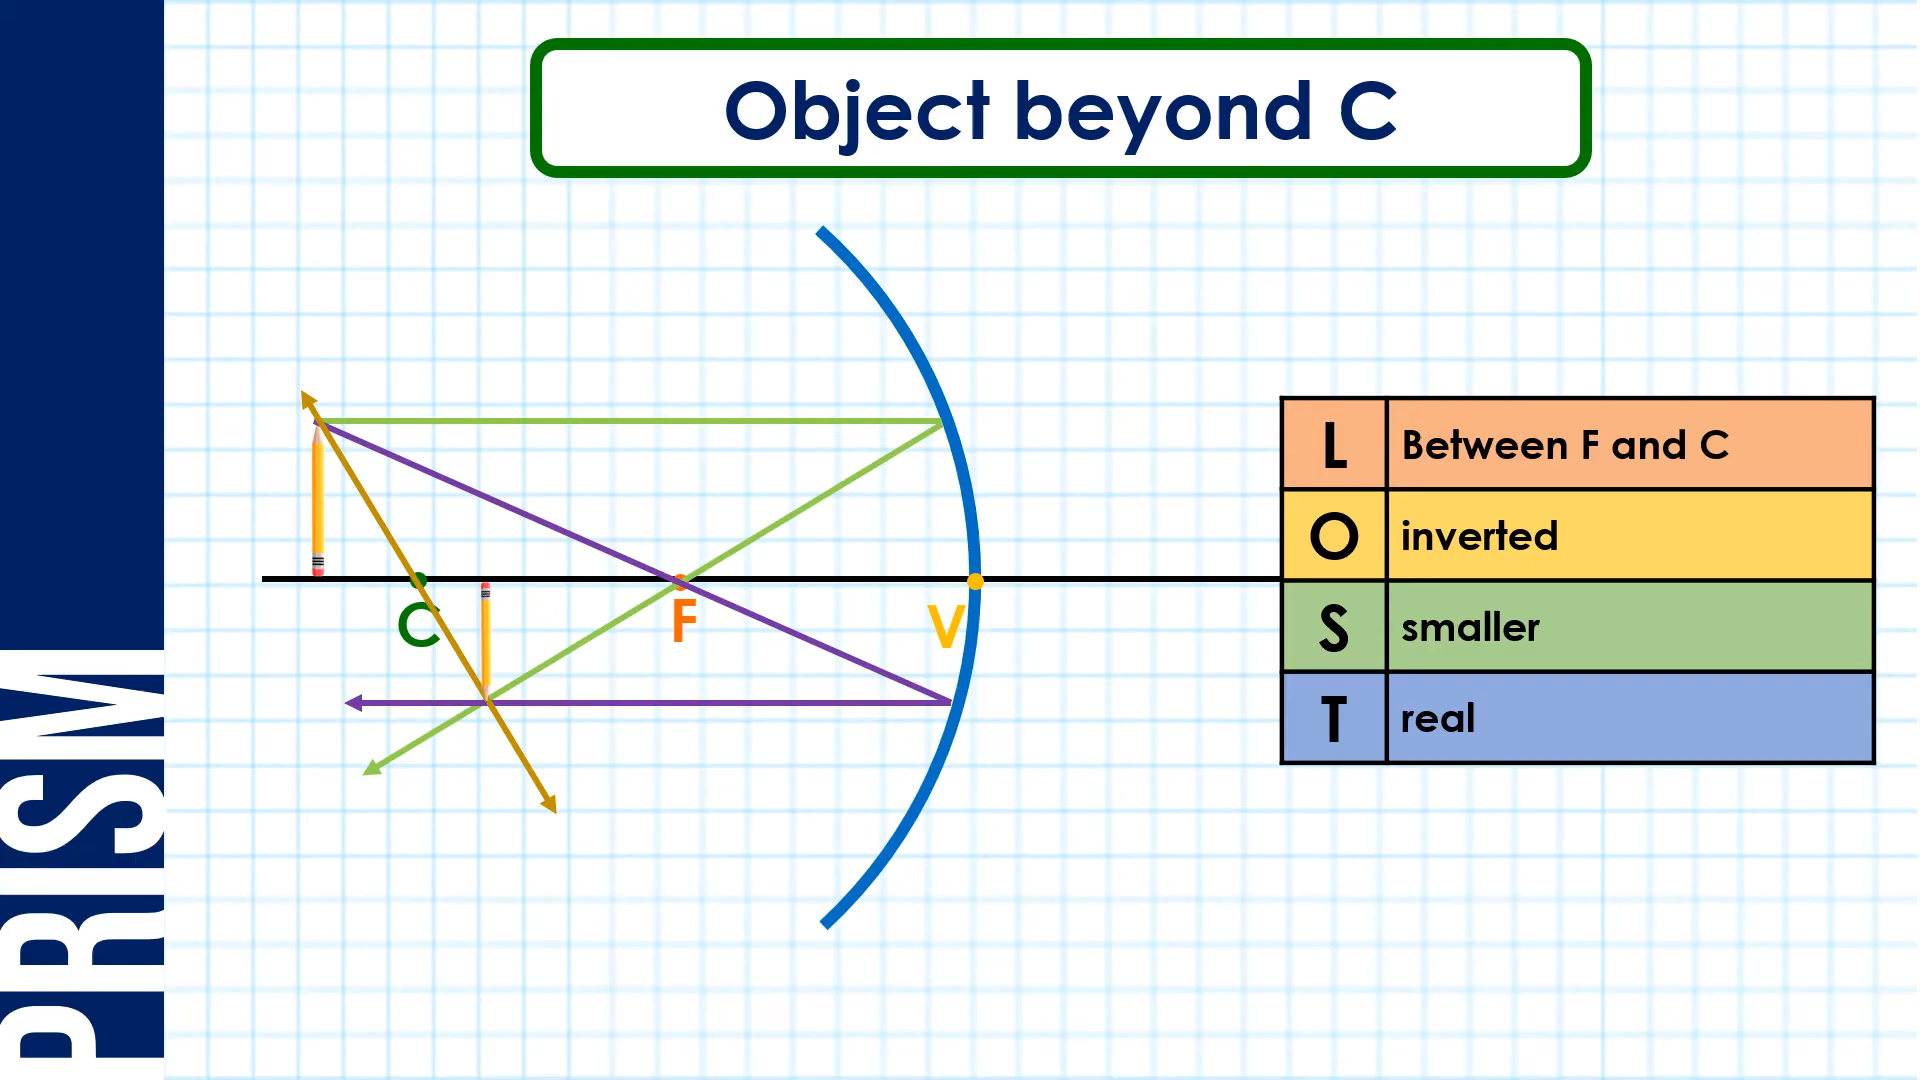 Object beyond C
C
F
V
L Between F and C
O inverted
S smaller
T real
PRISM